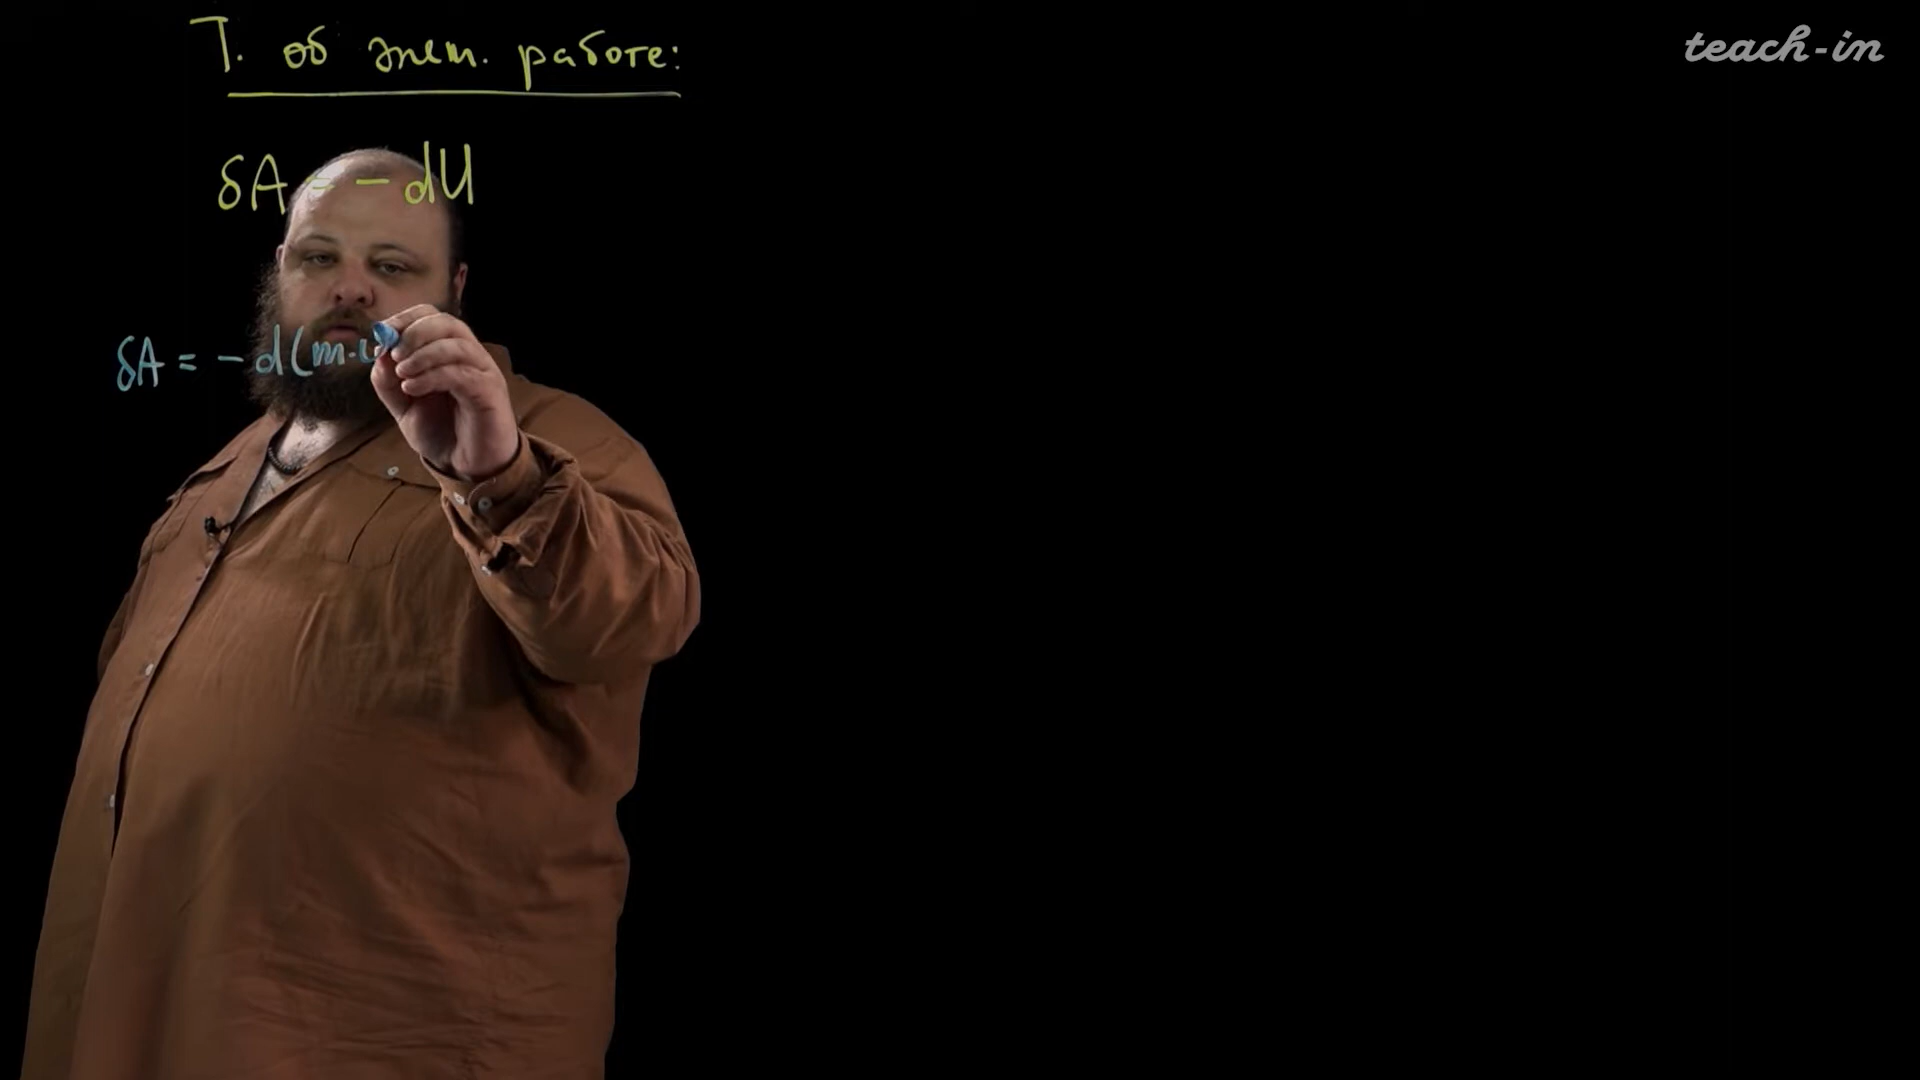 Т. об элем. работе:
teach-in
δA = - dU
δA = - d(m·